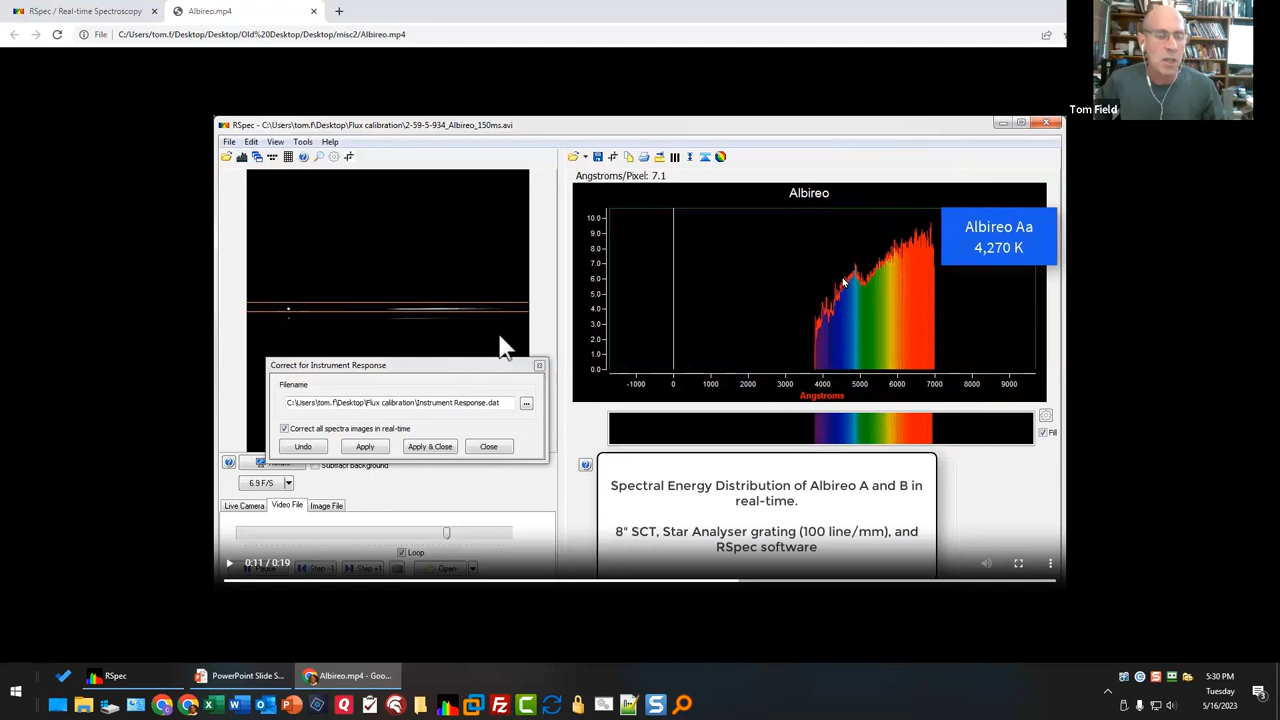 RSpec / Real-time Spectroscopy
Albireo.mp4
File
C:/Users/tom.f/Desktop/Desktop/Old%20Desktop/Desktop/misc2/Albireo.mp4
Tom Field
RSpec - C:\Users\tom.f\Desktop\Flux calibration\2-59-5-934_Albireo_150ms.avi
File Edit View Tools Help
Angstroms/Pixel: 7.1
Albireo
10.0
9.0
8.0
7.0
6.0
5.0
4.0
3.0
2.0
1.0
0.0
-1000 0 1000 2000 3000 4000 5000 6000 7000 8000 9000
Angstroms
Albireo Aa
4,270 K
Fill
Correct for Instrument Response
Filename
C:\Users\tom.f\Desktop\Flux calibration\Instrument Response.dat
...
Correct all spectra images in real-time
Undo Apply Apply & Close Close
Subtract background
6.9 F/S
Live Camera Video File Image File
Loop
Pause Step -1 Step +1 Open
0:11 / 0:19
Spectral Energy Distribution of Albireo A and B in
real-time.
8" SCT, Star Analyser grating (100 line/mm), and
RSpec software
RSpec
PowerPoint Slide S...
Albireo.mp4 - Goo...
5:30 PM
Tuesday
5/16/2023